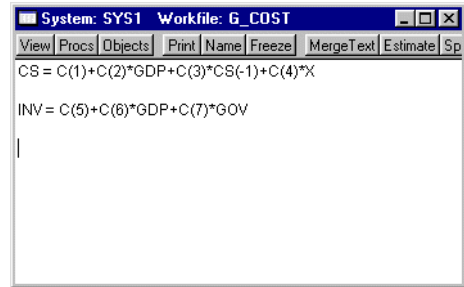 System: SYS1 Workfile: G_COST
View Procs Objects Print Name Freeze MergeText Estimate Sp
CS = C(1)+C(2)*GDP+C(3)*CS(-1)+C(4)*X
INV = C(5)+C(6)*GDP+C(7)*GOV